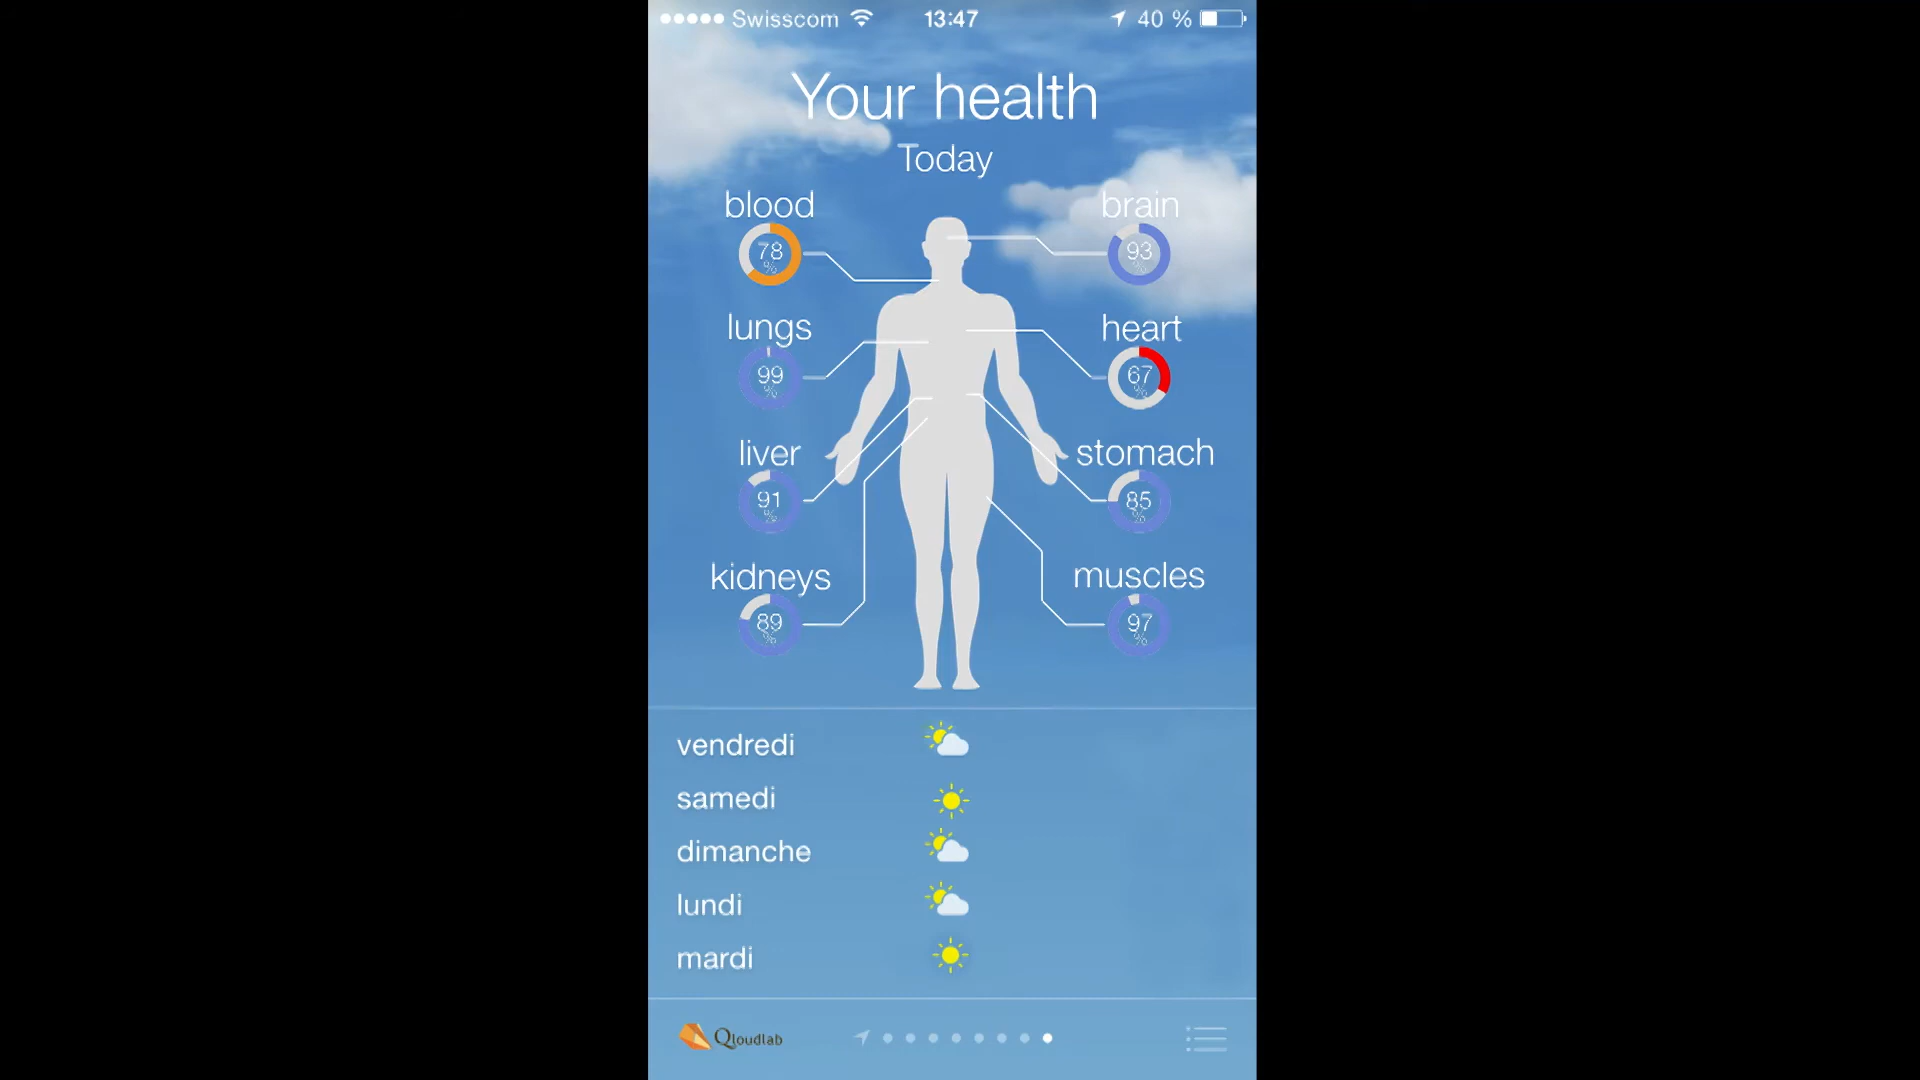 Swisscom 13:47 40 %
Your health
Today
blood
78
%
brain
93
%
lungs
99
%
heart
67
%
liver
91
%
stomach
85
%
kidneys
89
%
muscles
97
%
vendredi
samedi
dimanche
lundi
mardi
Qloudlab